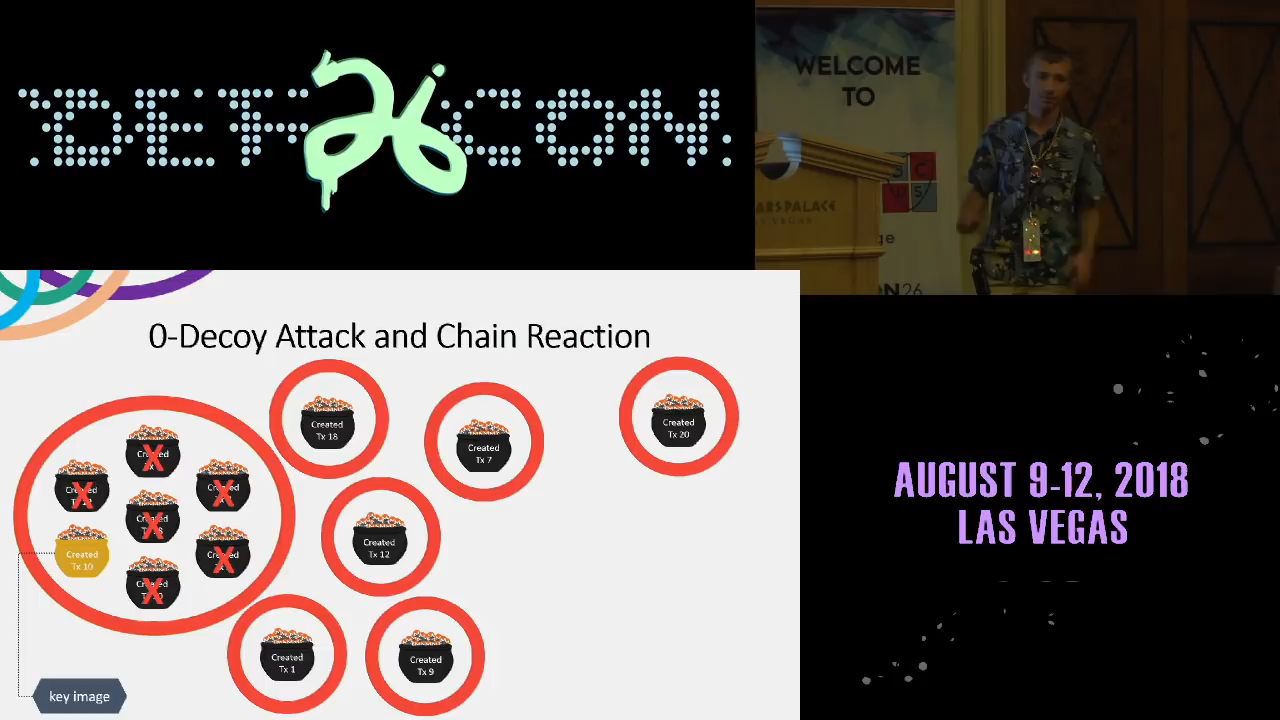 DEF CON
26
WELCOME
TO
0-Decoy Attack and Chain Reaction
Created
Tx 18
Created
Tx 7
Created
Tx 20
Created
Tx 12
Created
Tx 10
Created
Tx 1
Created
Tx 9
key image
AUGUST 9-12, 2018
LAS VEGAS